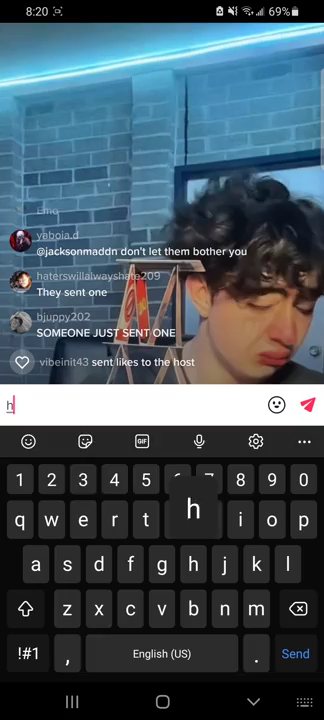 8:20
69%
Emo
yaboia.d
@jacksonmaddn don't let them bother you
haterswillalwayshate209
They sent one
bjuppy202
SOMEONE JUST SENT ONE
vibeinit43 sent likes to the host
h
GIF
1 2 3 4 5 6 7 8 9 0
h
q w e r t i o p
a s d f g h j k l
z x c v b n m
!#1 , English (US) . Send